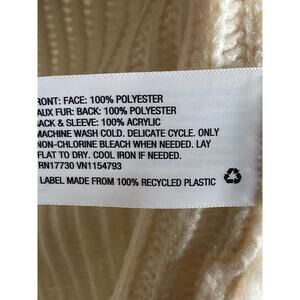 RONT: FACE: 100% POLYESTER
AUX FUR: BACK: 100% POLYESTER
ACK & SLEEVE: 100% ACRYLIC
MACHINE WASH COLD. DELICATE CYCLE. ONLY
NON-CHLORINE BLEACH WHEN NEEDED. LAY
FLAT TO DRY. COOL IRON IF NEEDED.
RN17730 VN1154793
LABEL MADE FROM 100% RECYCLED PLASTIC